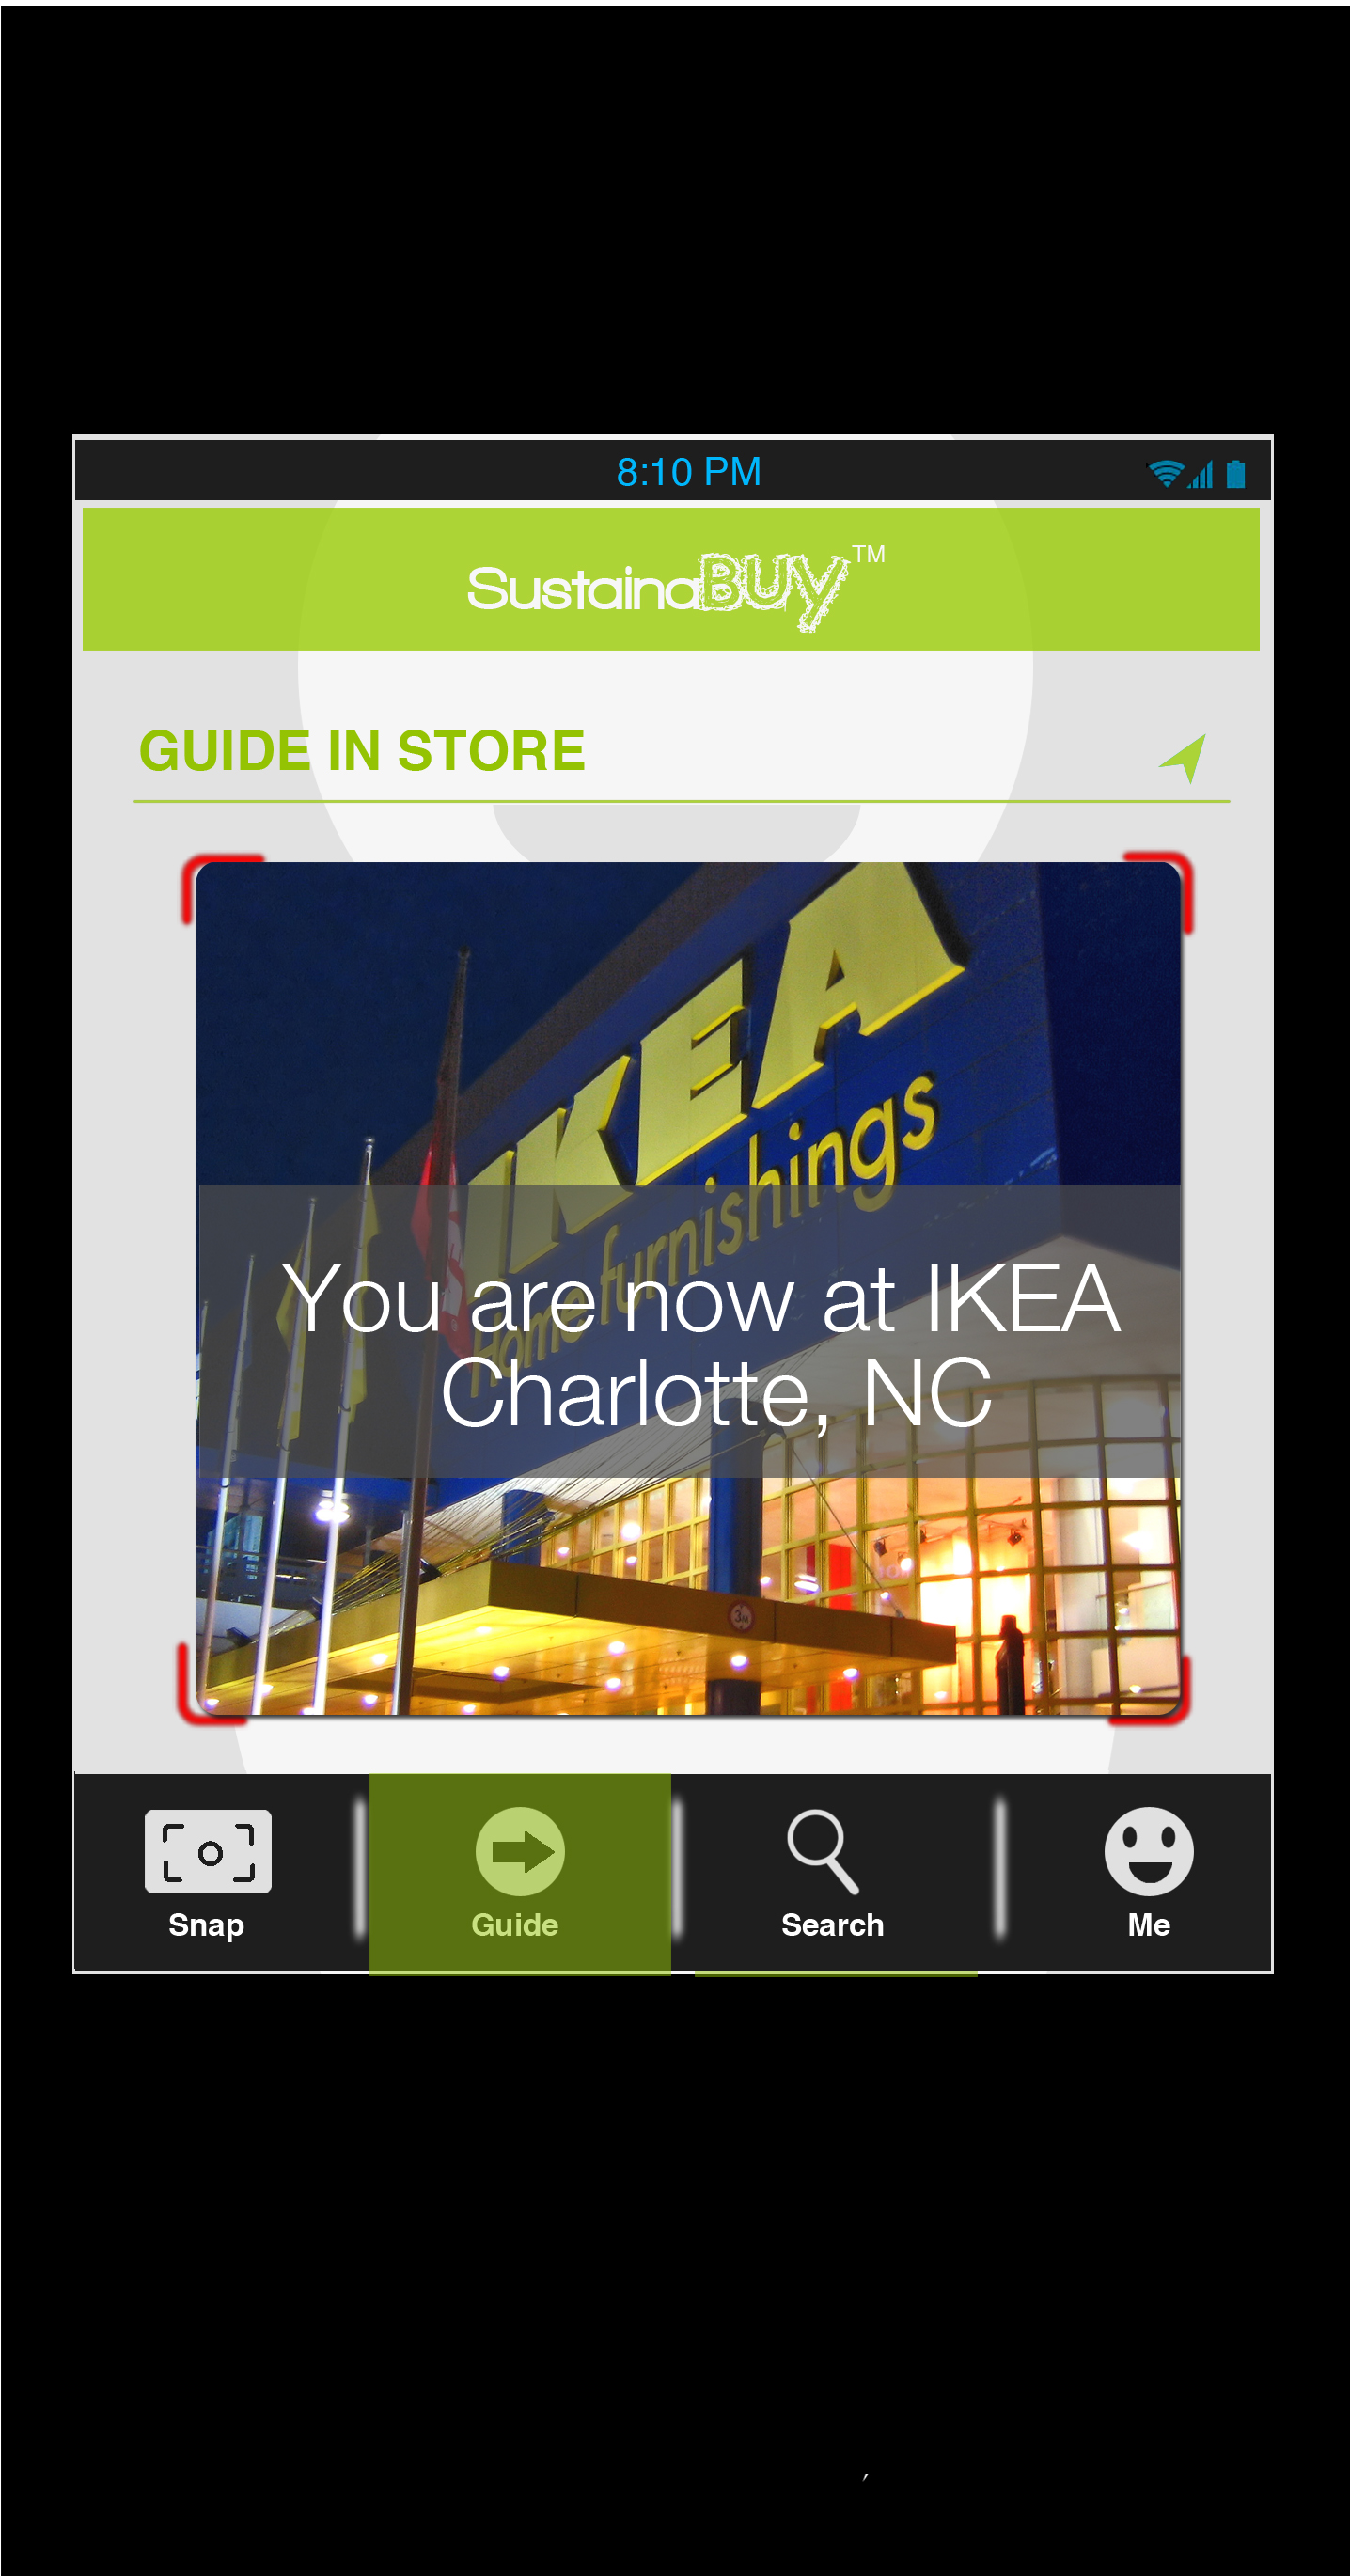 8:10 PM
SustainaBUY™
GUIDE IN STORE
IKEA
Home furnishings
You are now at IKEA
Charlotte, NC
3M
Snap
Guide
Search
Me